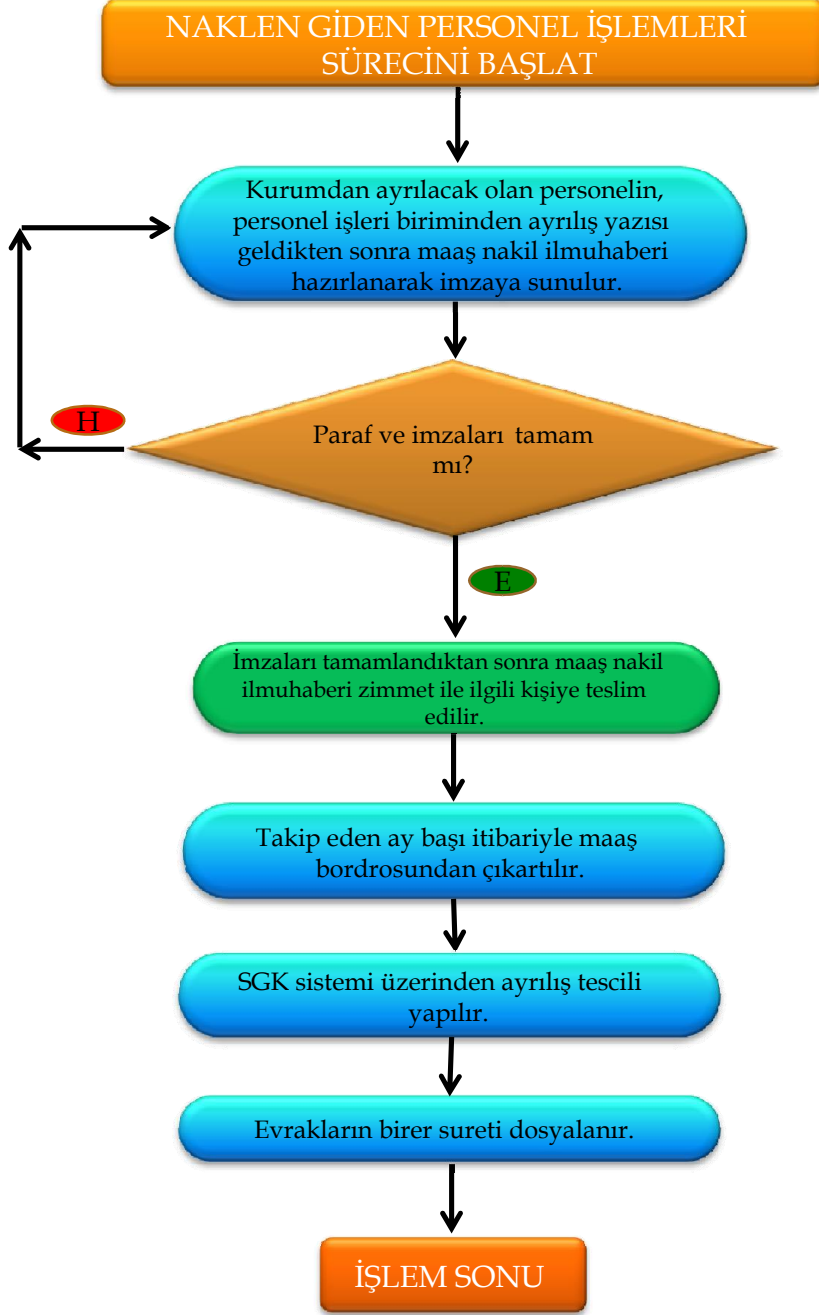 NAKLEN GİDEN PERSONEL İŞLEMLERİ
SÜRECİNİ BAŞLAT
Kurumdan ayrılacak olan personelin,
personel işleri biriminden ayrılış yazısı
geldikten sonra maaş nakil ilmuhaberi
hazırlanarak imzaya sunulur.
H
Paraf ve imzaları tamam
mı?
E
İmzaları tamamlandıktan sonra maaş nakil
ilmuhaberi zimmet ile ilgili kişiye teslim
edilir.
Takip eden ay başı itibariyle maaş
bordrosundan çıkartılır.
SGK sistemi üzerinden ayrılış tescili
yapılır.
Evrakların birer sureti dosyalanır.
İŞLEM SONU